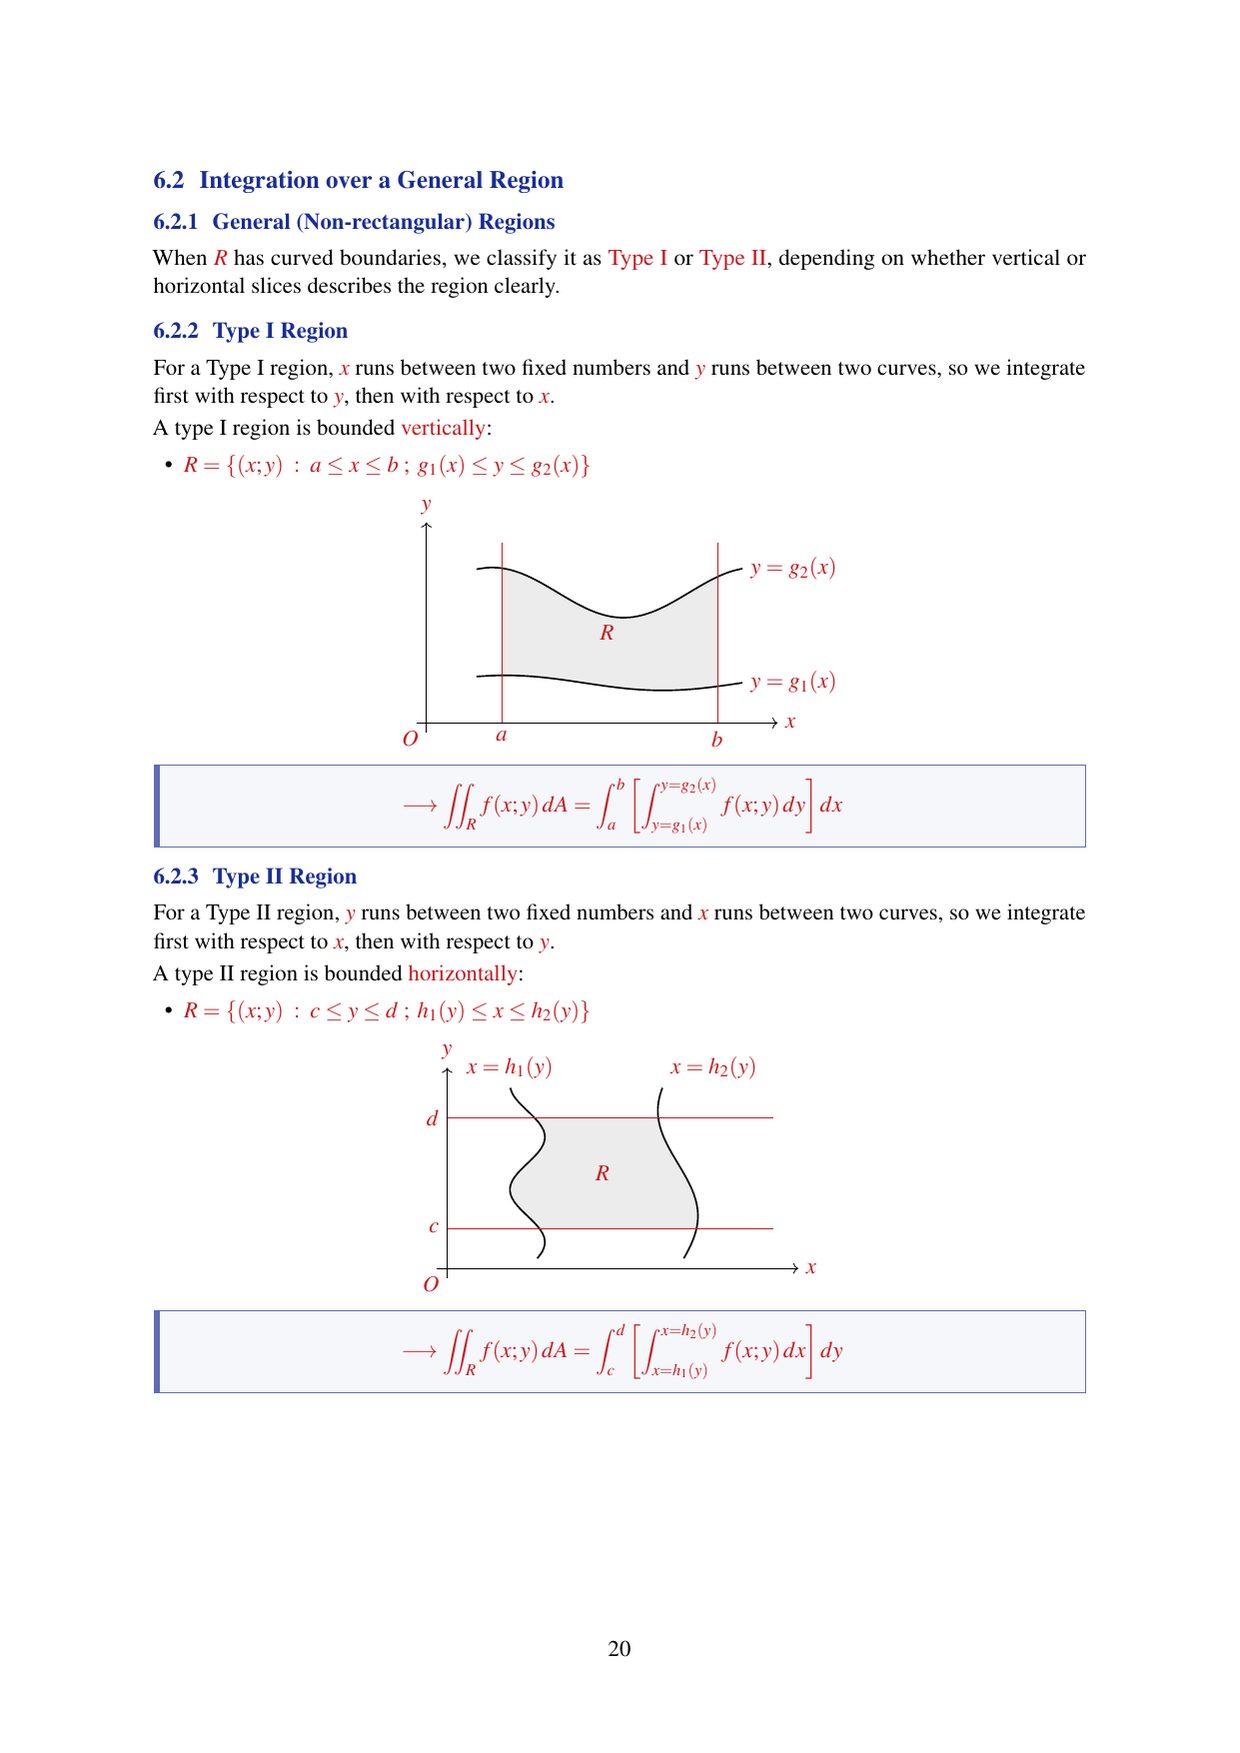 6.2 Integration over a General Region
6.2.1 General (Non-rectangular) Regions
When R has curved boundaries, we classify it as Type I or Type II, depending on whether vertical or
horizontal slices describes the region clearly.
6.2.2 Type I Region
For a Type I region, x runs between two fixed numbers and y runs between two curves, so we integrate
first with respect to y, then with respect to x.
A type I region is bounded vertically:
• R = {(x;y) : a ≤ x ≤ b ; g₁(x) ≤ y ≤ g₂(x)}
y
y = g₂(x)
R
y = g₁(x)
x
O a b
⟶ ∬_R f(x;y) dA = ∫_a^b [∫_{y=g₁(x)}^{y=g₂(x)} f(x;y) dy] dx
6.2.3 Type II Region
For a Type II region, y runs between two fixed numbers and x runs between two curves, so we integrate
first with respect to x, then with respect to y.
A type II region is bounded horizontally:
• R = {(x;y) : c ≤ y ≤ d ; h₁(y) ≤ x ≤ h₂(y)}
y
x = h₁(y) x = h₂(y)
d
R
c
x
O
⟶ ∬_R f(x;y) dA = ∫_c^d [∫_{x=h₁(y)}^{x=h₂(y)} f(x;y) dx] dy
20